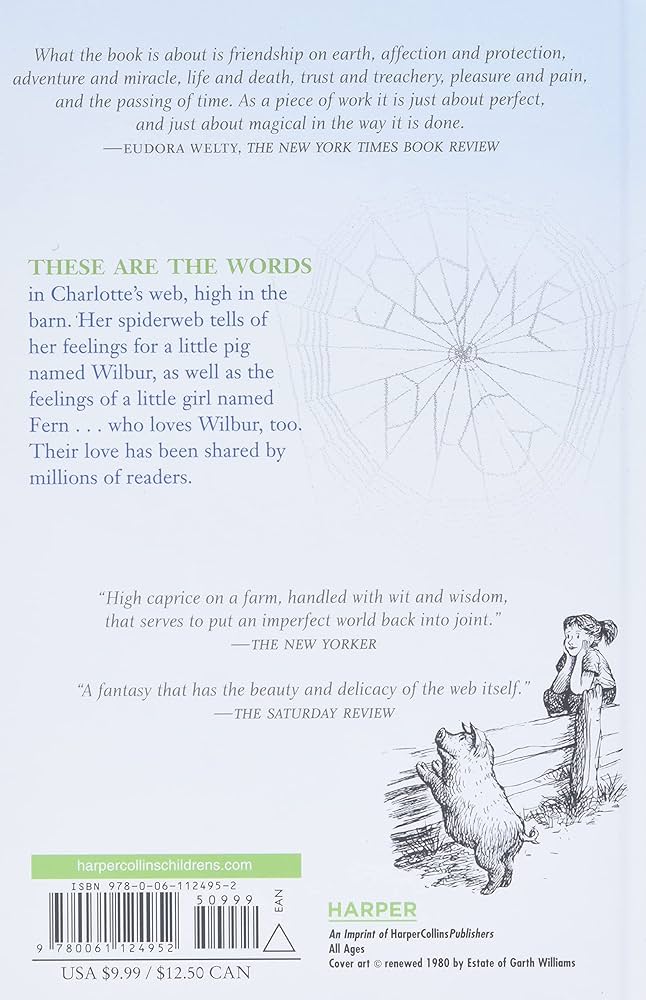 What the book is about is friendship on earth, affection and protection,
adventure and miracle, life and death, trust and treachery, pleasure and pain,
and the passing of time. As a piece of work it is just about perfect,
and just about magical in the way it is done.
—EUDORA WELTY, THE NEW YORK TIMES BOOK REVIEW
SOME
PIG
THESE ARE THE WORDS
in Charlotte’s web, high in the
barn. Her spiderweb tells of
her feelings for a little pig
named Wilbur, as well as the
feelings of a little girl named
Fern . . . who loves Wilbur, too.
Their love has been shared by
millions of readers.
“High caprice on a farm, handled with wit and wisdom,
that serves to put an imperfect world back into joint.”
—THE NEW YORKER
“A fantasy that has the beauty and delicacy of the web itself.”
—THE SATURDAY REVIEW
harpercollinschildrens.com
ISBN 978-0-06-112495-2
50999
EAN
9 780061 124952
USA $9.99 / $12.50 CAN
HARPER
An Imprint of HarperCollinsPublishers
All Ages
Cover art © renewed 1980 by Estate of Garth Williams